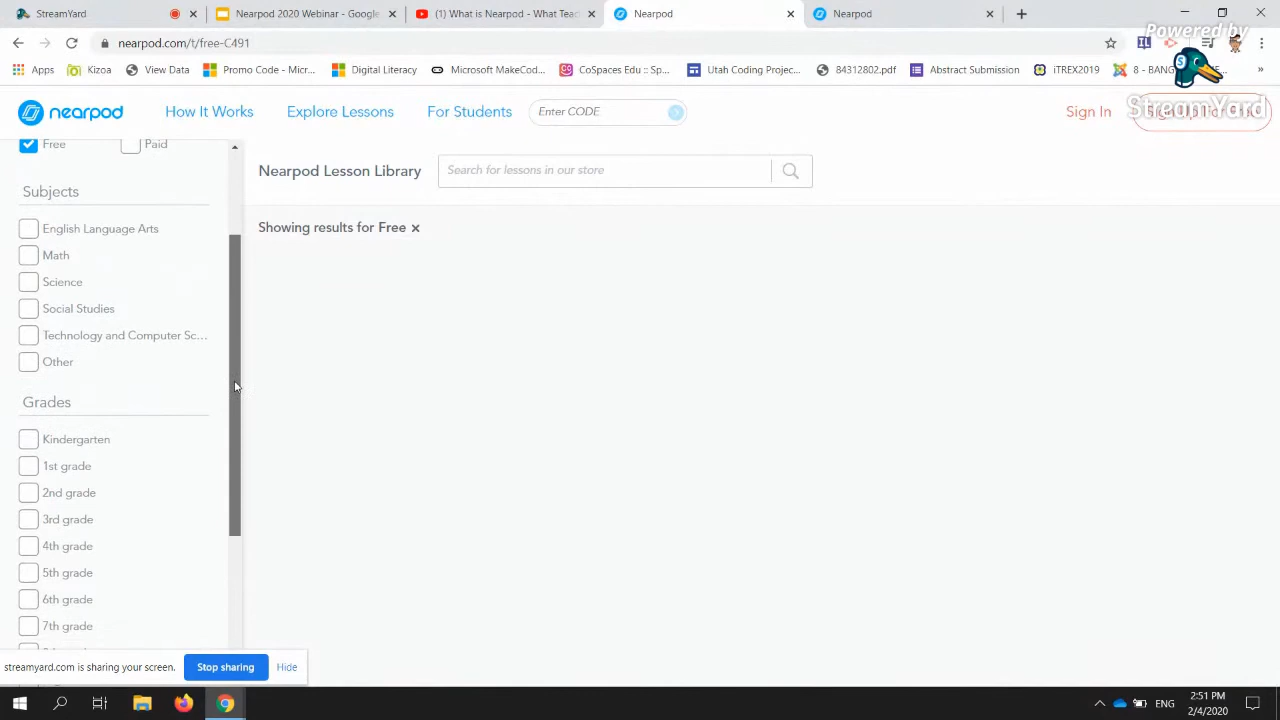 StreamYard
Nearpod 2020 Webinar - Google
(1) What is Nearpod - What Teac
Nearpod
Nearpod
nearpod.com/t/free-C491
Apps
Kizoa
View Data
Promo Code - Micr...
Digital Literacy
Microsoft MakeCod...
CoSpaces Edu :: Sp...
Utah Coding Projec...
84312802.pdf
Abstract Submission
iTREX2019
8 - BANG
Powered by
StreamYard
nearpod
How It Works
Explore Lessons
For Students
Enter CODE
Sign In
Free
Paid
Nearpod Lesson Library
Search for lessons in our store
Subjects
Showing results for Free ×
English Language Arts
Math
Science
Social Studies
Technology and Computer Sc...
Other
Grades
Kindergarten
1st grade
2nd grade
3rd grade
4th grade
5th grade
6th grade
7th grade
streamyard.com is sharing your screen.
Stop sharing
Hide
ENG
2:51 PM
2/4/2020